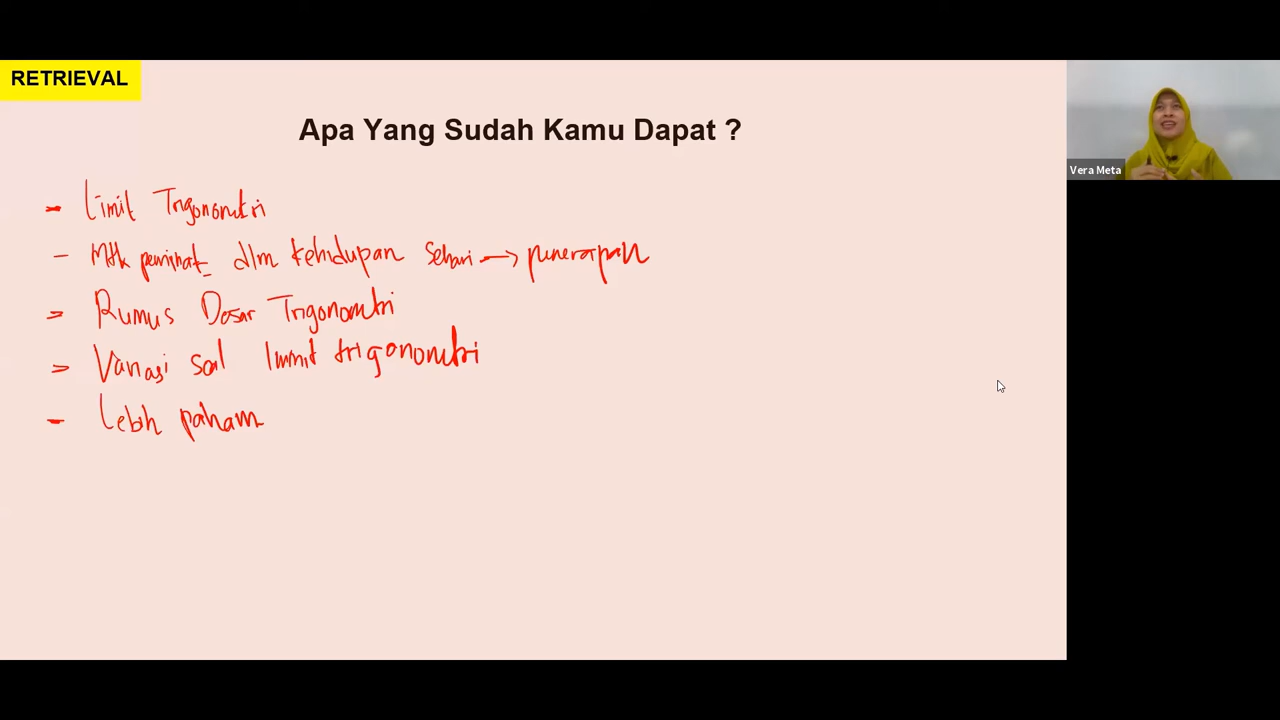 RETRIEVAL
Apa Yang Sudah Kamu Dapat ?
Vera Meta
- Limit Trigonometri
- Mtk peminat dlm kehidupan Sehari → penerapan
= Rumus Dasar Trigonometri
= Variasi soal limit trigonometri
- Lebih paham